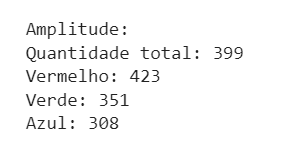 Amplitude:
Quantidade total: 399
Vermelho: 423
Verde: 351
Azul: 308